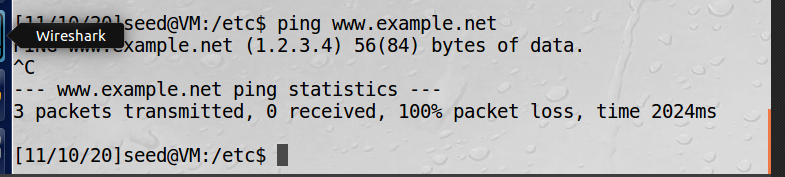 [11/10/20]seed@VM:/etc$ ping www.example.net
Wireshark
example.net (1.2.3.4) 56(84) bytes of data.
^C
--- www.example.net ping statistics ---
3 packets transmitted, 0 received, 100% packet loss, time 2024ms
[11/10/20]seed@VM:/etc$